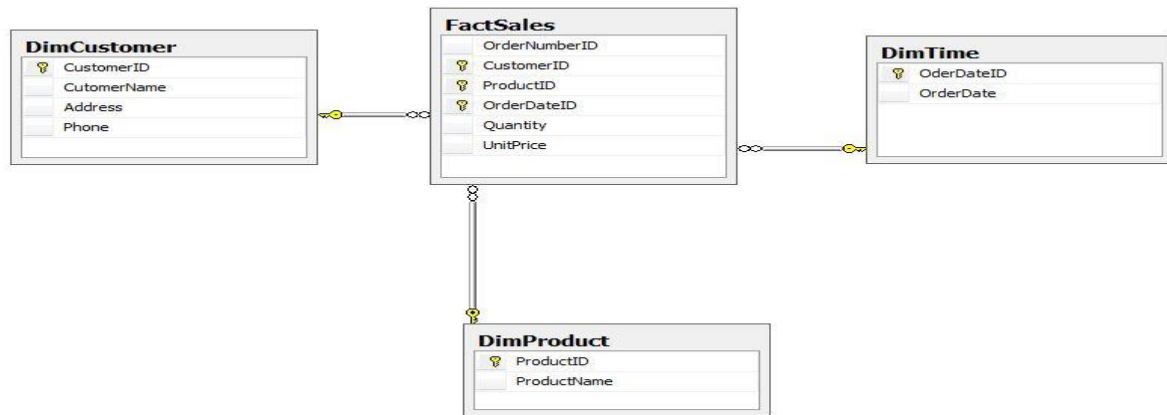 DimCustomer
CustomerID
CutomerName
Address
Phone
FactSales
OrderNumberID
CustomerID
ProductID
OrderDateID
Quantity
UnitPrice
DimTime
OderDateID
OrderDate
DimProduct
ProductID
ProductName